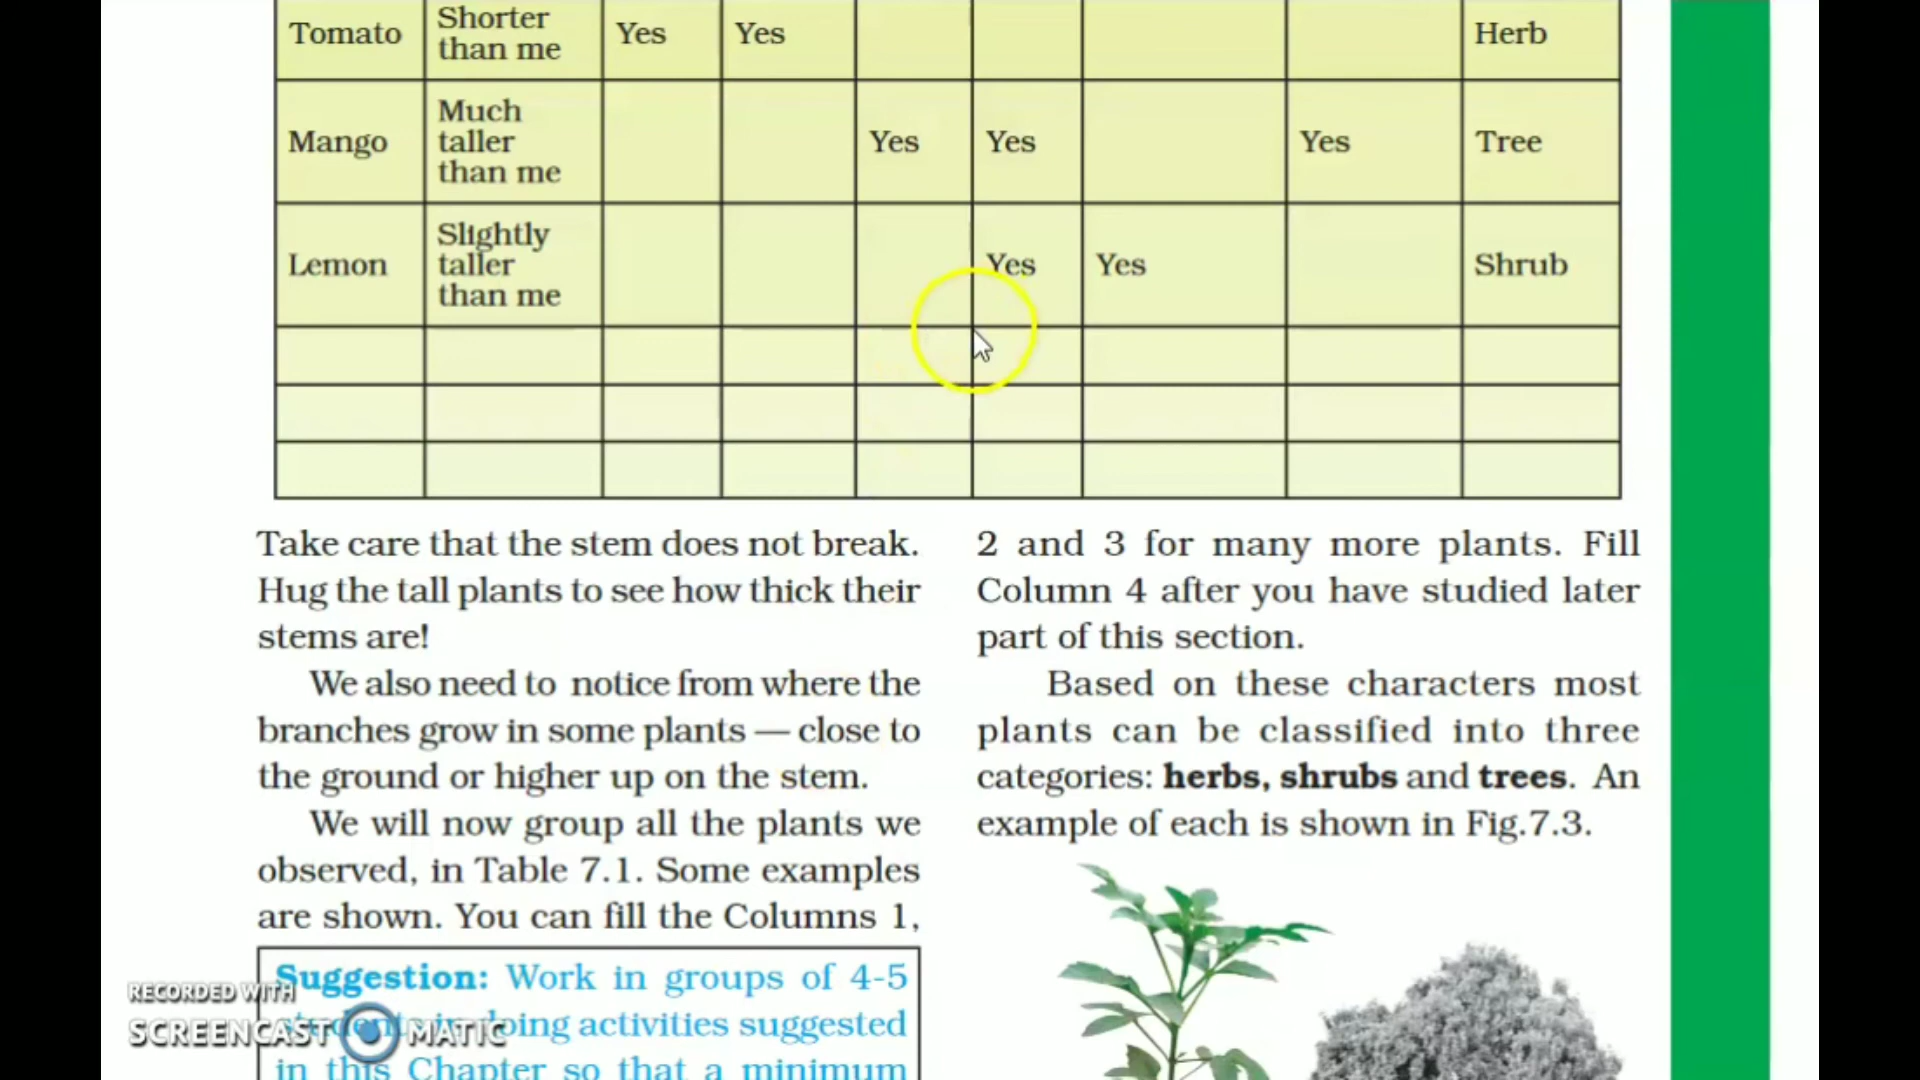 Tomato Shorter than me Yes Yes Herb
Mango Much taller than me Yes Yes Yes Tree
Lemon Slightly taller than me Yes Yes Shrub
Take care that the stem does not break.
Hug the tall plants to see how thick their
stems are!
We also need to notice from where the
branches grow in some plants — close to
the ground or higher up on the stem.
We will now group all the plants we
observed, in Table 7.1. Some examples
are shown. You can fill the Columns 1,
Suggestion: Work in groups of 4-5
students in doing activities suggested
in this Chapter so that a minimum
2 and 3 for many more plants. Fill
Column 4 after you have studied later
part of this section.
Based on these characters most
plants can be classified into three
categories: herbs, shrubs and trees. An
example of each is shown in Fig.7.3.
RECORDED WITH
SCREENCAST MATIC